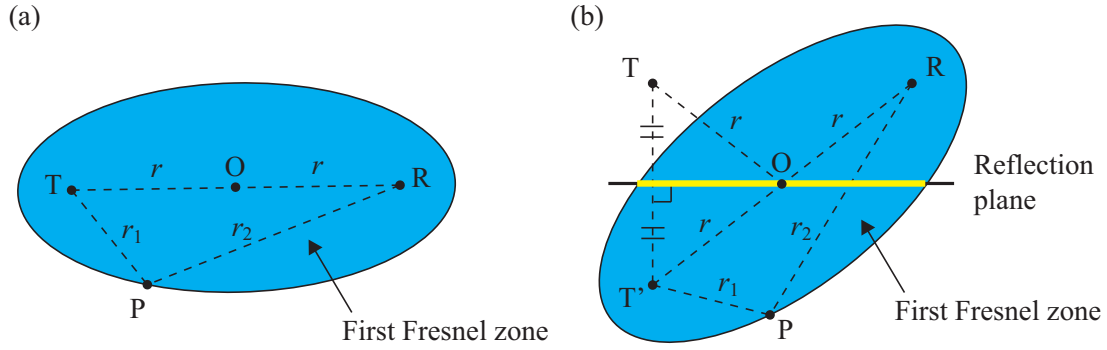 (a)
T
r
O
r
R
r1
r2
P
First Fresnel zone
(b)
T
R
r
r
O
Reflection
plane
r
r2
T'
r1
P
First Fresnel zone